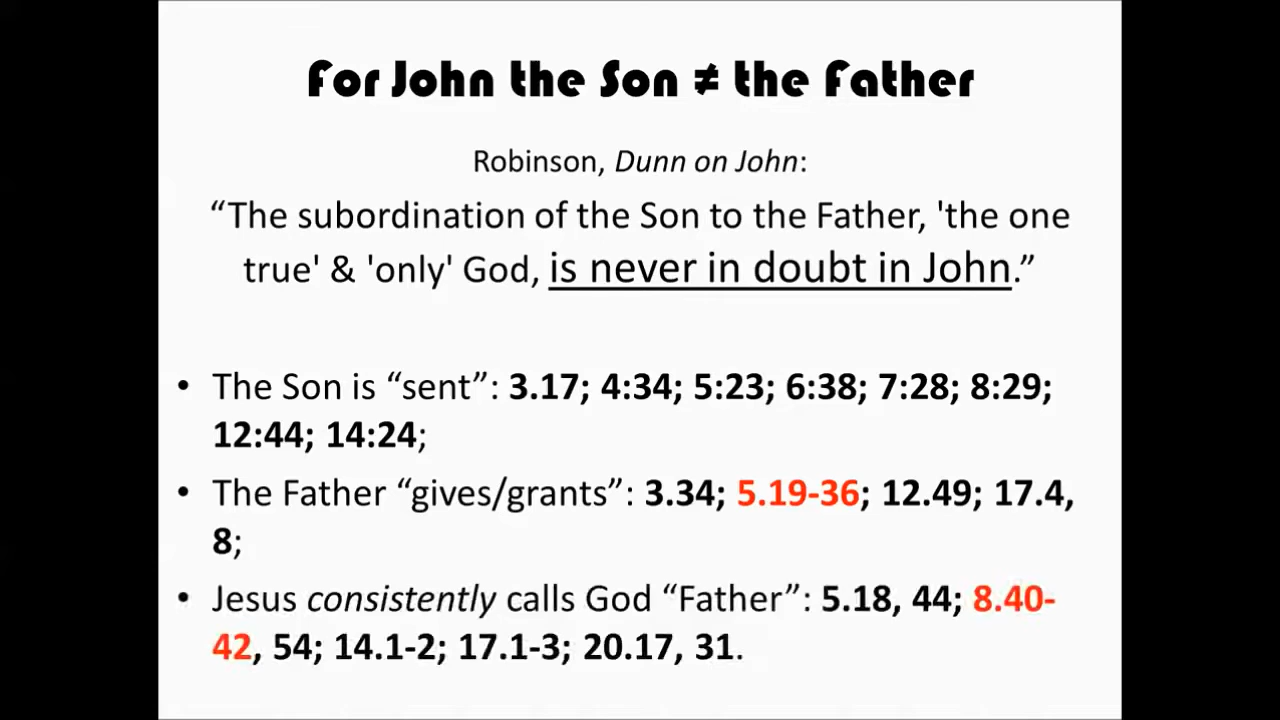 For John the Son ≠ the Father
Robinson, Dunn on John:
“The subordination of the Son to the Father, 'the one
true' & 'only' God, is never in doubt in John.”
• The Son is “sent”: 3.17; 4:34; 5:23; 6:38; 7:28; 8:29;
12:44; 14:24;
• The Father “gives/grants”: 3.34; 5.19-36; 12.49; 17.4,
8;
• Jesus consistently calls God “Father”: 5.18, 44; 8.40-
42, 54; 14.1-2; 17.1-3; 20.17, 31.